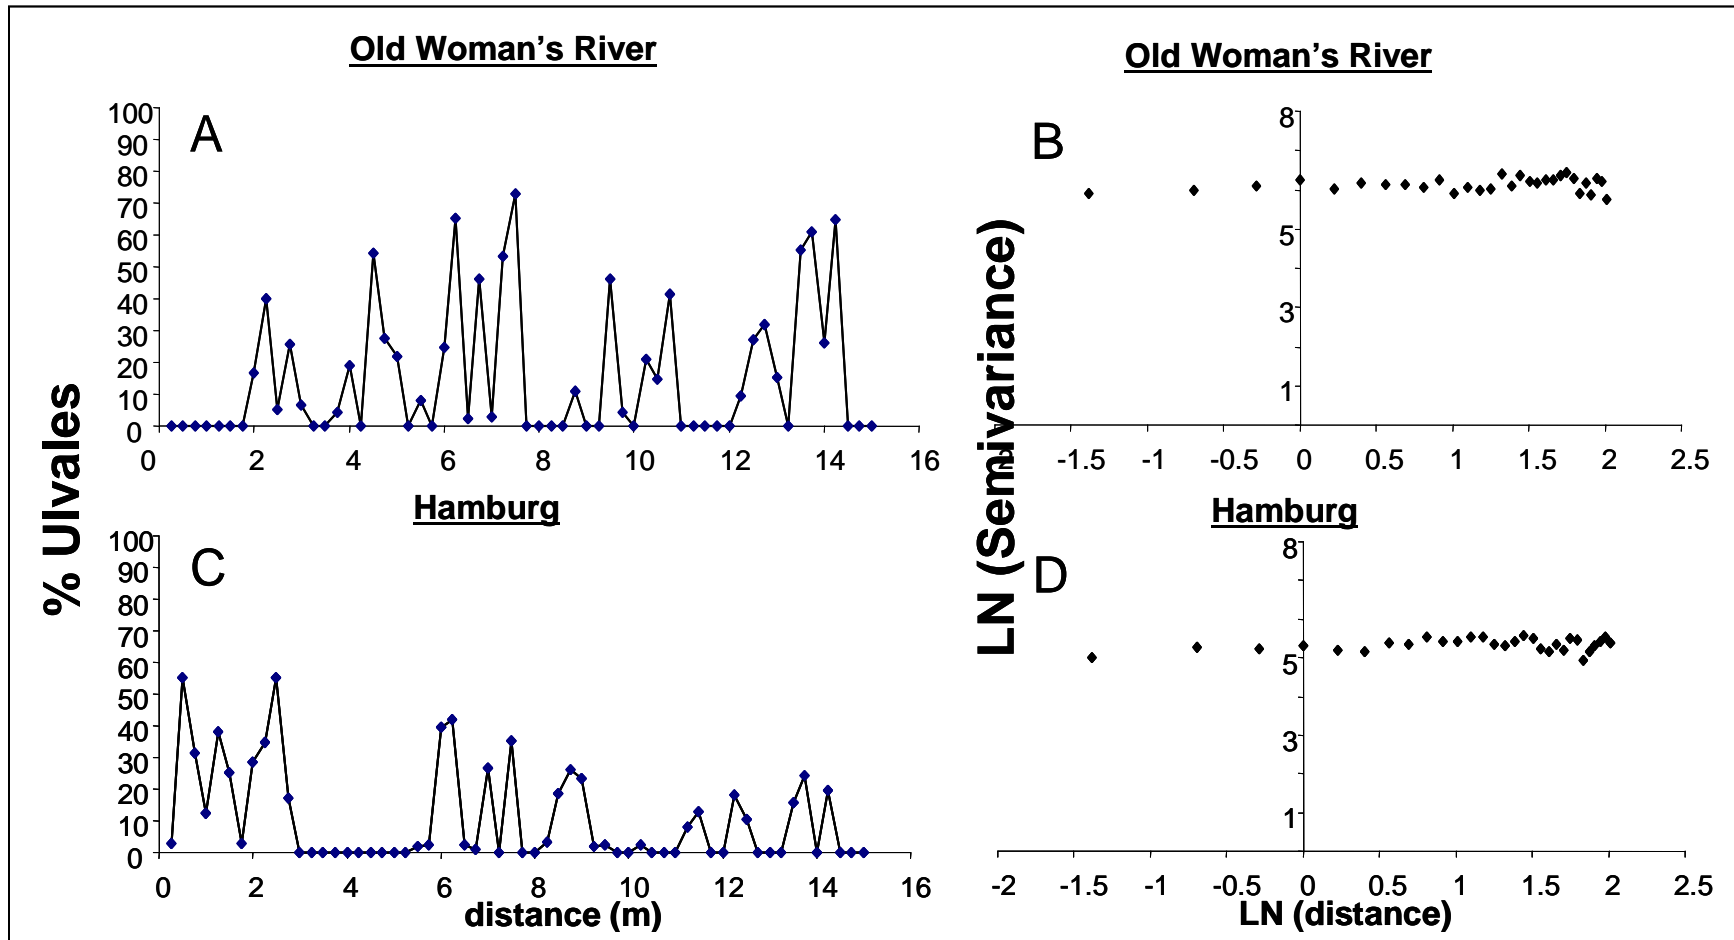 Old Woman's River
A
100
90
80
70
60
50
40
30
20
10
0
0 2 4 6 8 10 12 14 16
% Ulvales
Hamburg
C
100
90
80
70
60
50
40
30
20
10
0
0 2 4 6 8 10 12 14 16
distance (m)
Old Woman's River
B
8
5
3
1
-1.5 -1 -0.5 0 0.5 1 1.5 2 2.5
LN (Semivariance)
Hamburg
D
8
5
3
1
-2 -1.5 -1 -0.5 0 0.5 1 1.5 2 2.5
LN (distance)